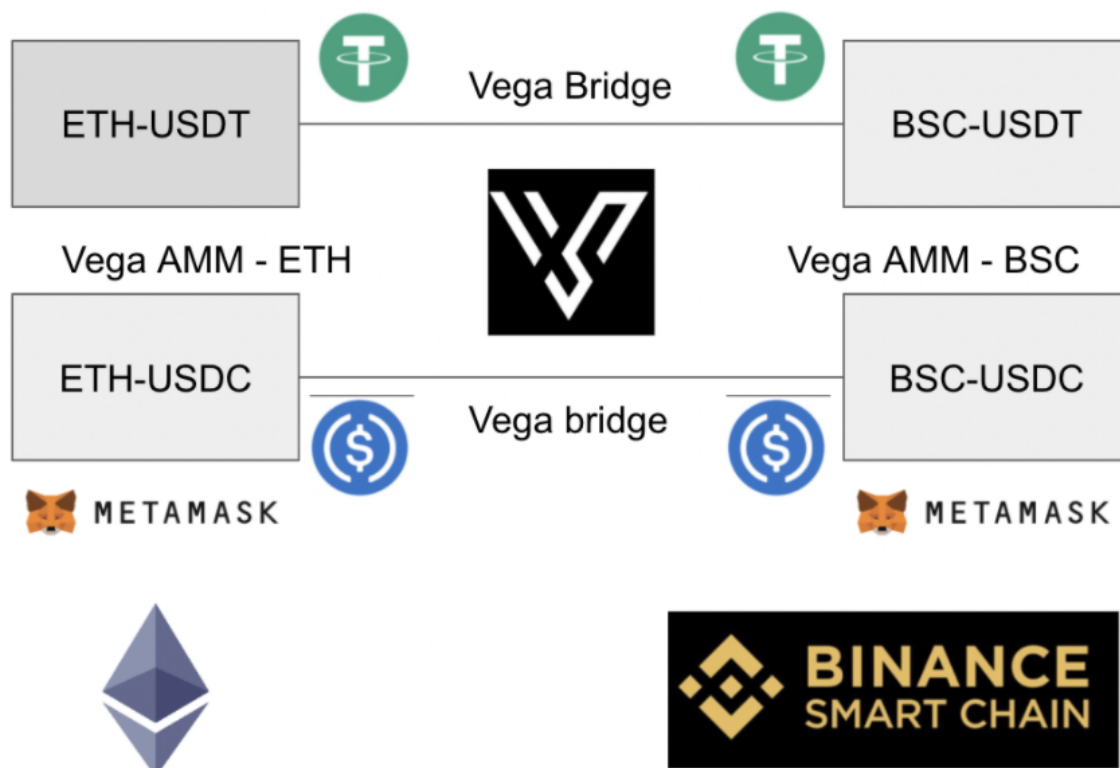 Vega Bridge
ETH-USDT
BSC-USDT
Vega AMM - ETH
Vega AMM - BSC
ETH-USDC
BSC-USDC
Vega bridge
METAMASK
METAMASK
BINANCE
SMART CHAIN